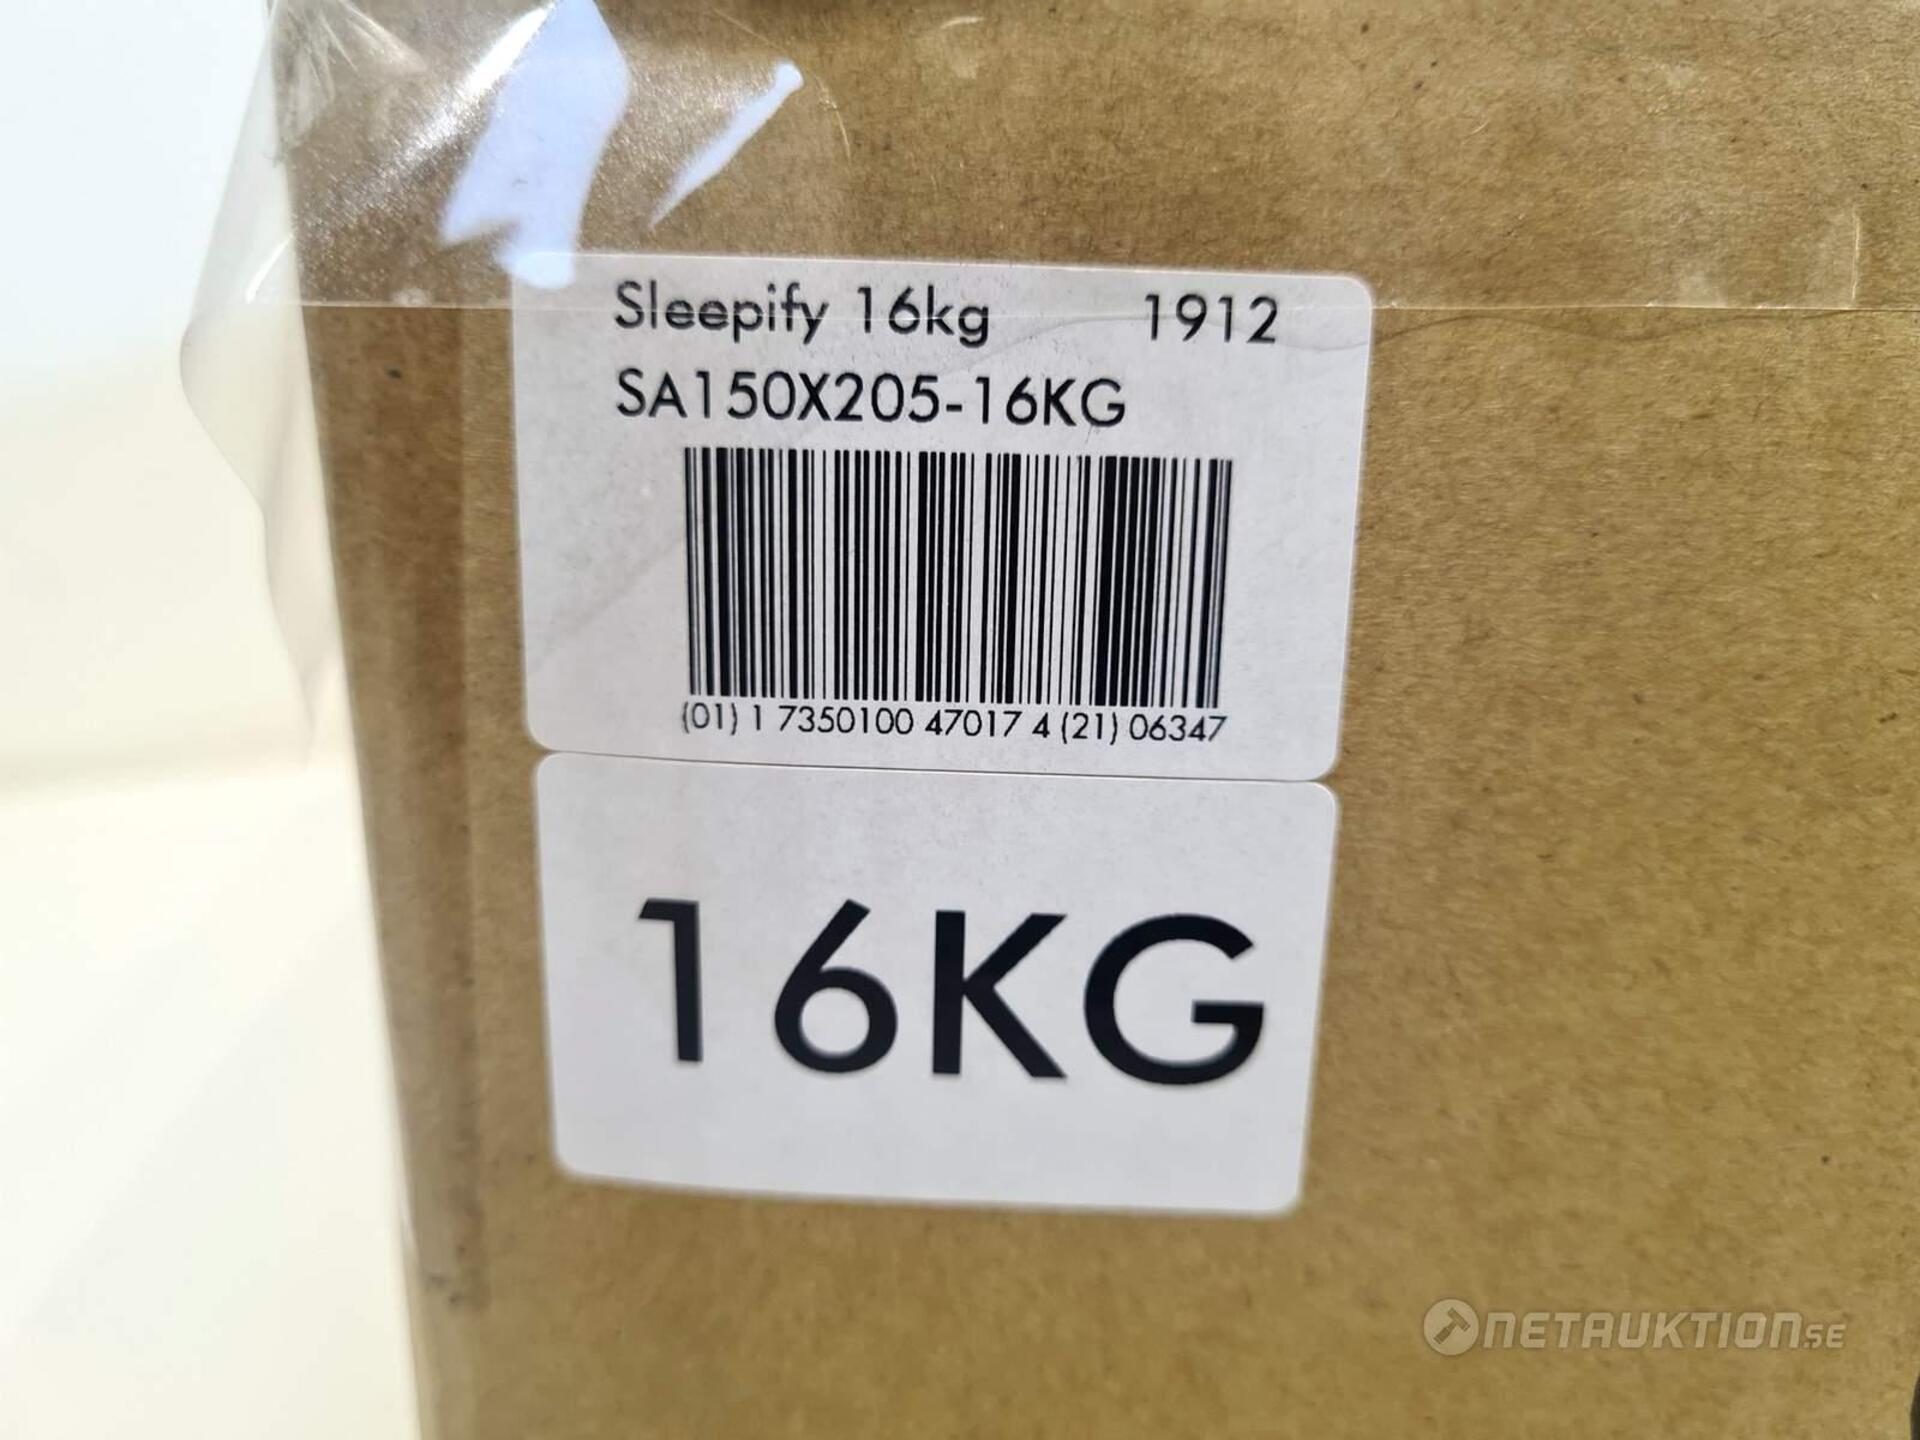 Sleepify 16kg 1912
SA150X205-16KG
(01) 1 7350100 47017 4 (21) 06347
16KG
NETAUKTION.SE